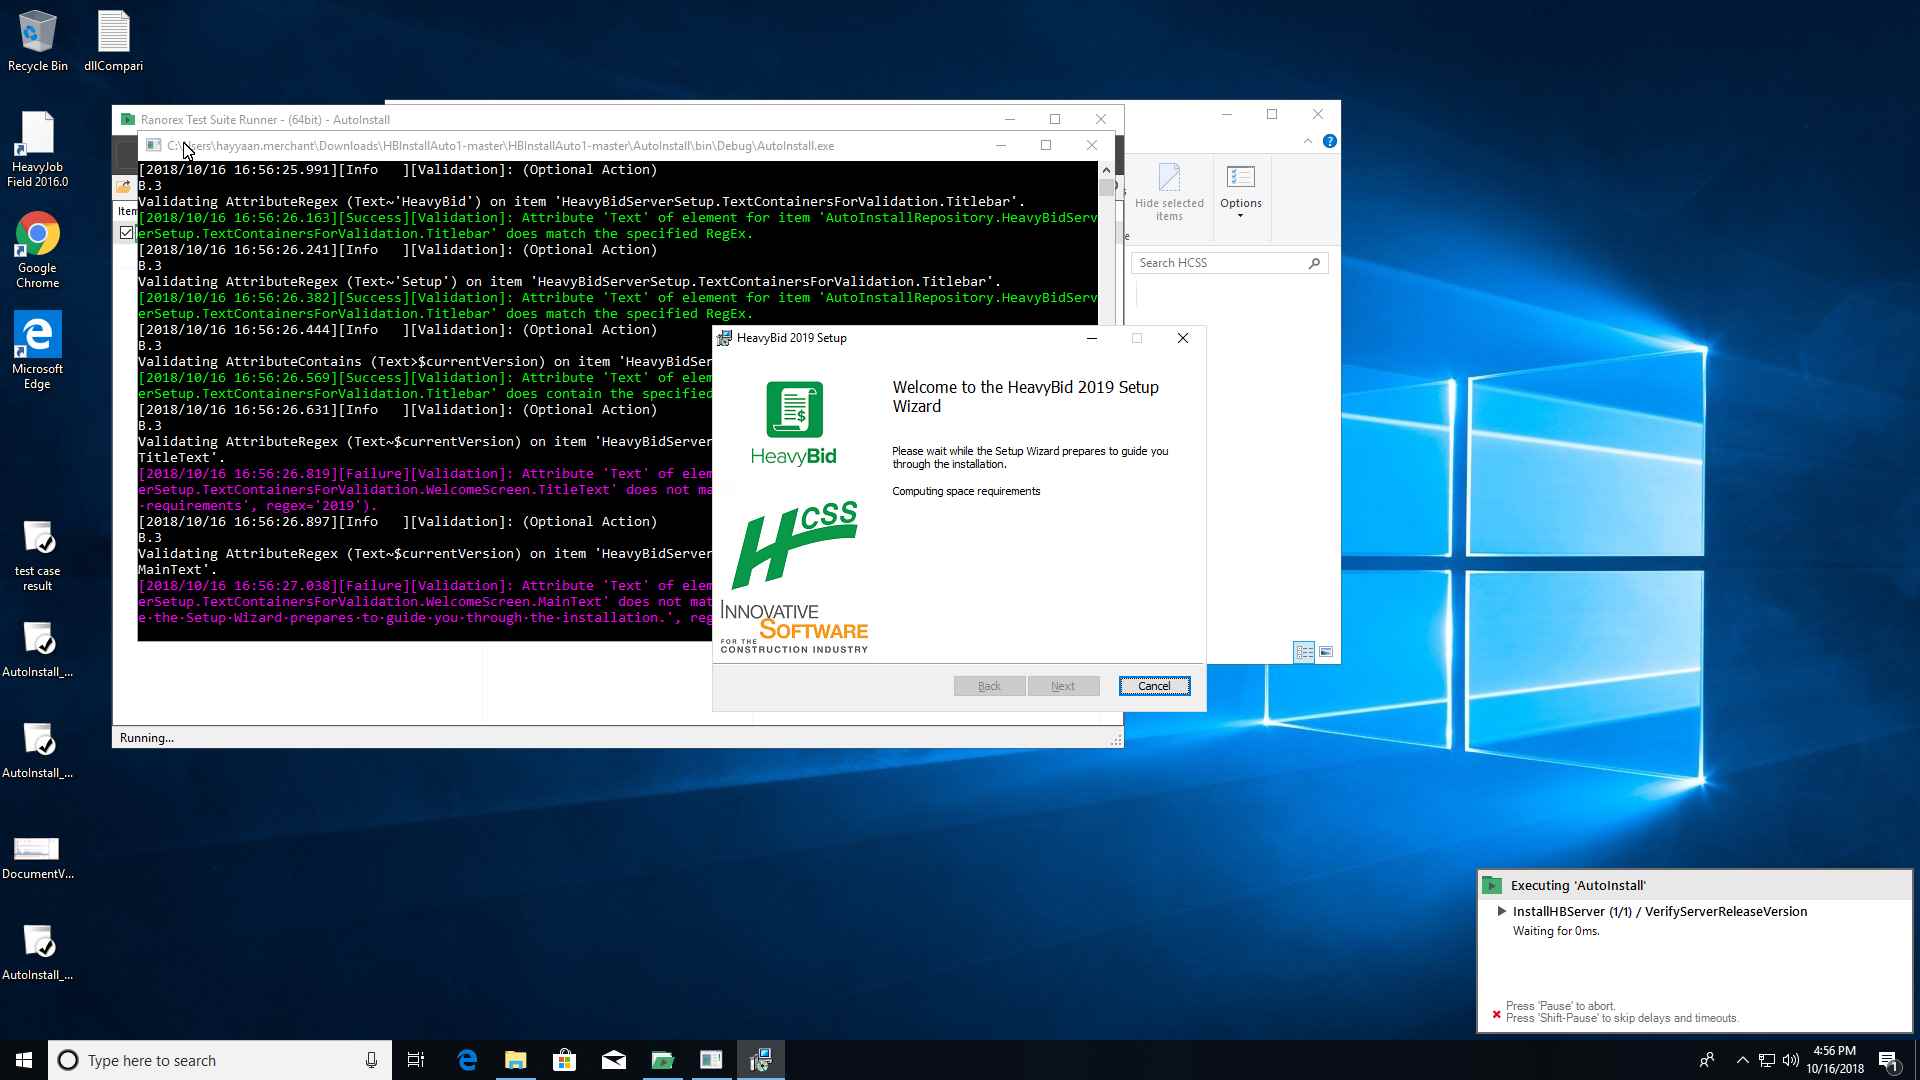 Recycle Bin
dllCompari
HeavyJob
Field 2016.0
Google
Chrome
Microsoft
Edge
test case
result
AutoInstall_...
AutoInstall_...
DocumentV...
AutoInstall_...
Ranorex Test Suite Runner - (64bit) - AutoInstall
C:\Users\hayyaan.merchant\Downloads\HBInstallAuto1-master\HBInstallAuto1-master\AutoInstall\bin\Debug\AutoInstall.exe
Item
[2018/10/16 16:56:25.991][Info   ][Validation]: (Optional Action)
B.3
Validating AttributeRegex (Text~'HeavyBid') on item 'HeavyBidServerSetup.TextContainersForValidation.Titlebar'.
[2018/10/16 16:56:26.163][Success][Validation]: Attribute 'Text' of element for item 'AutoInstallRepository.HeavyBidServ
erSetup.TextContainersForValidation.Titlebar' does match the specified RegEx.
[2018/10/16 16:56:26.241][Info   ][Validation]: (Optional Action)
B.3
Validating AttributeRegex (Text~'Setup') on item 'HeavyBidServerSetup.TextContainersForValidation.Titlebar'.
[2018/10/16 16:56:26.382][Success][Validation]: Attribute 'Text' of element for item 'AutoInstallRepository.HeavyBidServ
erSetup.TextContainersForValidation.Titlebar' does match the specified RegEx.
[2018/10/16 16:56:26.444][Info   ][Validation]: (Optional Action)
B.3
Validating AttributeContains (Text>$currentVersion) on item 'HeavyBidSer
[2018/10/16 16:56:26.569][Success][Validation]: Attribute 'Text' of elem
erSetup.TextContainersForValidation.Titlebar' does contain the specified
[2018/10/16 16:56:26.631][Info   ][Validation]: (Optional Action)
B.3
Validating AttributeRegex (Text~$currentVersion) on item 'HeavyBidServer
TitleText'.
[2018/10/16 16:56:26.819][Failure][Validation]: Attribute 'Text' of elem
erSetup.TextContainersForValidation.WelcomeScreen.TitleText' does not ma
·requirements', regex='2019').
[2018/10/16 16:56:26.897][Info   ][Validation]: (Optional Action)
B.3
Validating AttributeRegex (Text~$currentVersion) on item 'HeavyBidServer
MainText'.
[2018/10/16 16:56:27.038][Failure][Validation]: Attribute 'Text' of elem
erSetup.TextContainersForValidation.WelcomeScreen.MainText' does not mat
e·the·Setup·Wizard·prepares·to·guide·you·through·the·installation.', reg
Running...
Hide selected
items
Options
Search HCSS
HeavyBid 2019 Setup
HeavyBid
HCSS
INNOVATIVE
SOFTWARE
FOR THE
CONSTRUCTION INDUSTRY
Welcome to the HeavyBid 2019 Setup
Wizard
Please wait while the Setup Wizard prepares to guide you
through the installation.
Computing space requirements
Back
Next
Cancel
Executing 'AutoInstall'
InstallHBServer (1/1) / VerifyServerReleaseVersion
Waiting for 0ms.
Press 'Pause' to abort.
Press 'Shift-Pause' to skip delays and timeouts.
Type here to search
4:56 PM
10/16/2018
1